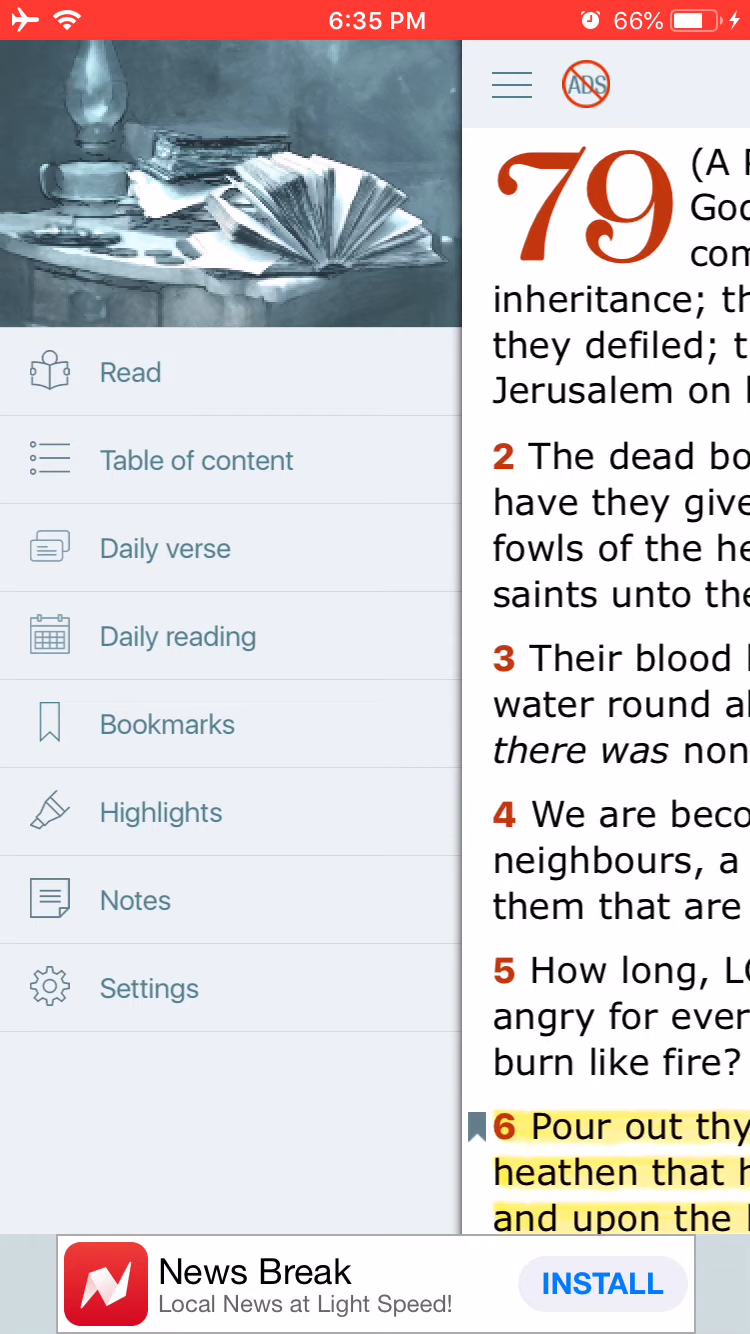 6:35 PM
66%
Read
Table of content
Daily verse
Daily reading
Bookmarks
Highlights
Notes
Settings
ADS
79
(A
inheritance;
they defiled;
Jerusalem on
2 The dead
have they
fowls of the
saints unto
3 Their blood
water round
there was
4 We are
neighbours, a
them that are
5 How long,
angry for ever
burn like fire?
6 Pour out thy
heathen that
and upon the
News Break
Local News at Light Speed!
INSTALL